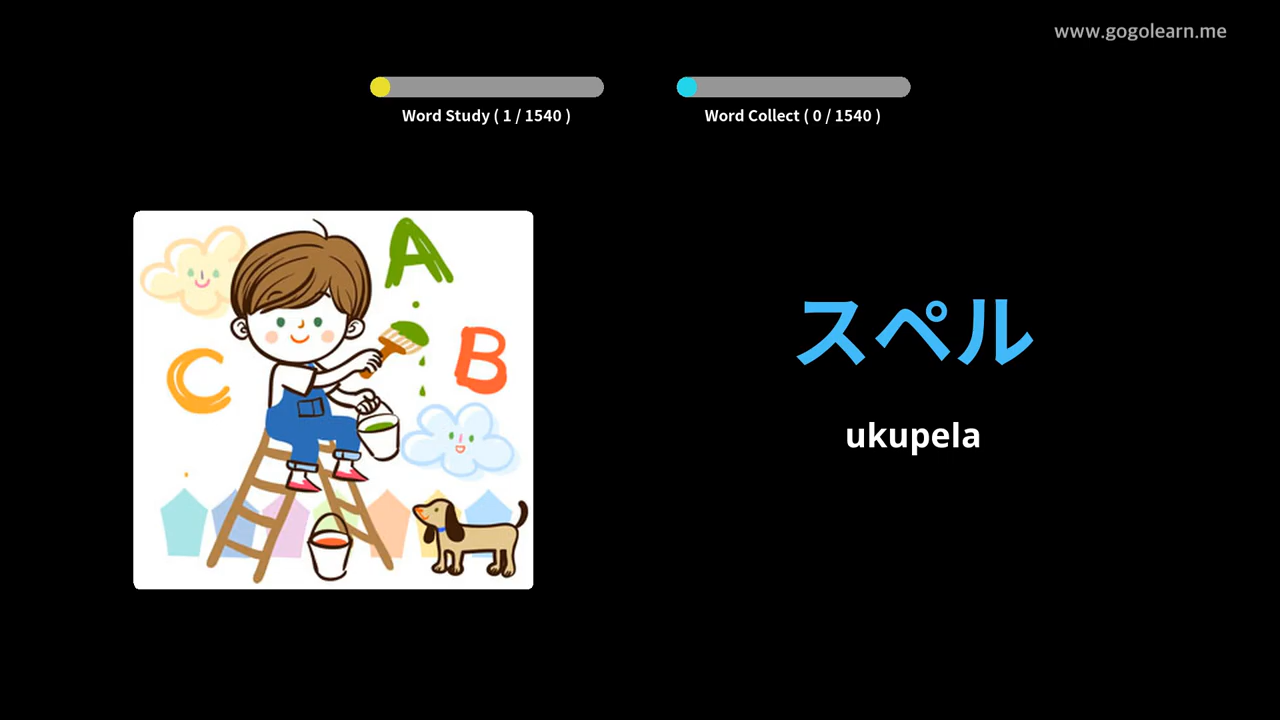 www.gogolearn.me
Word Study ( 1 / 1540 )
Word Collect ( 0 / 1540 )
A
B
C
スペル
ukupela